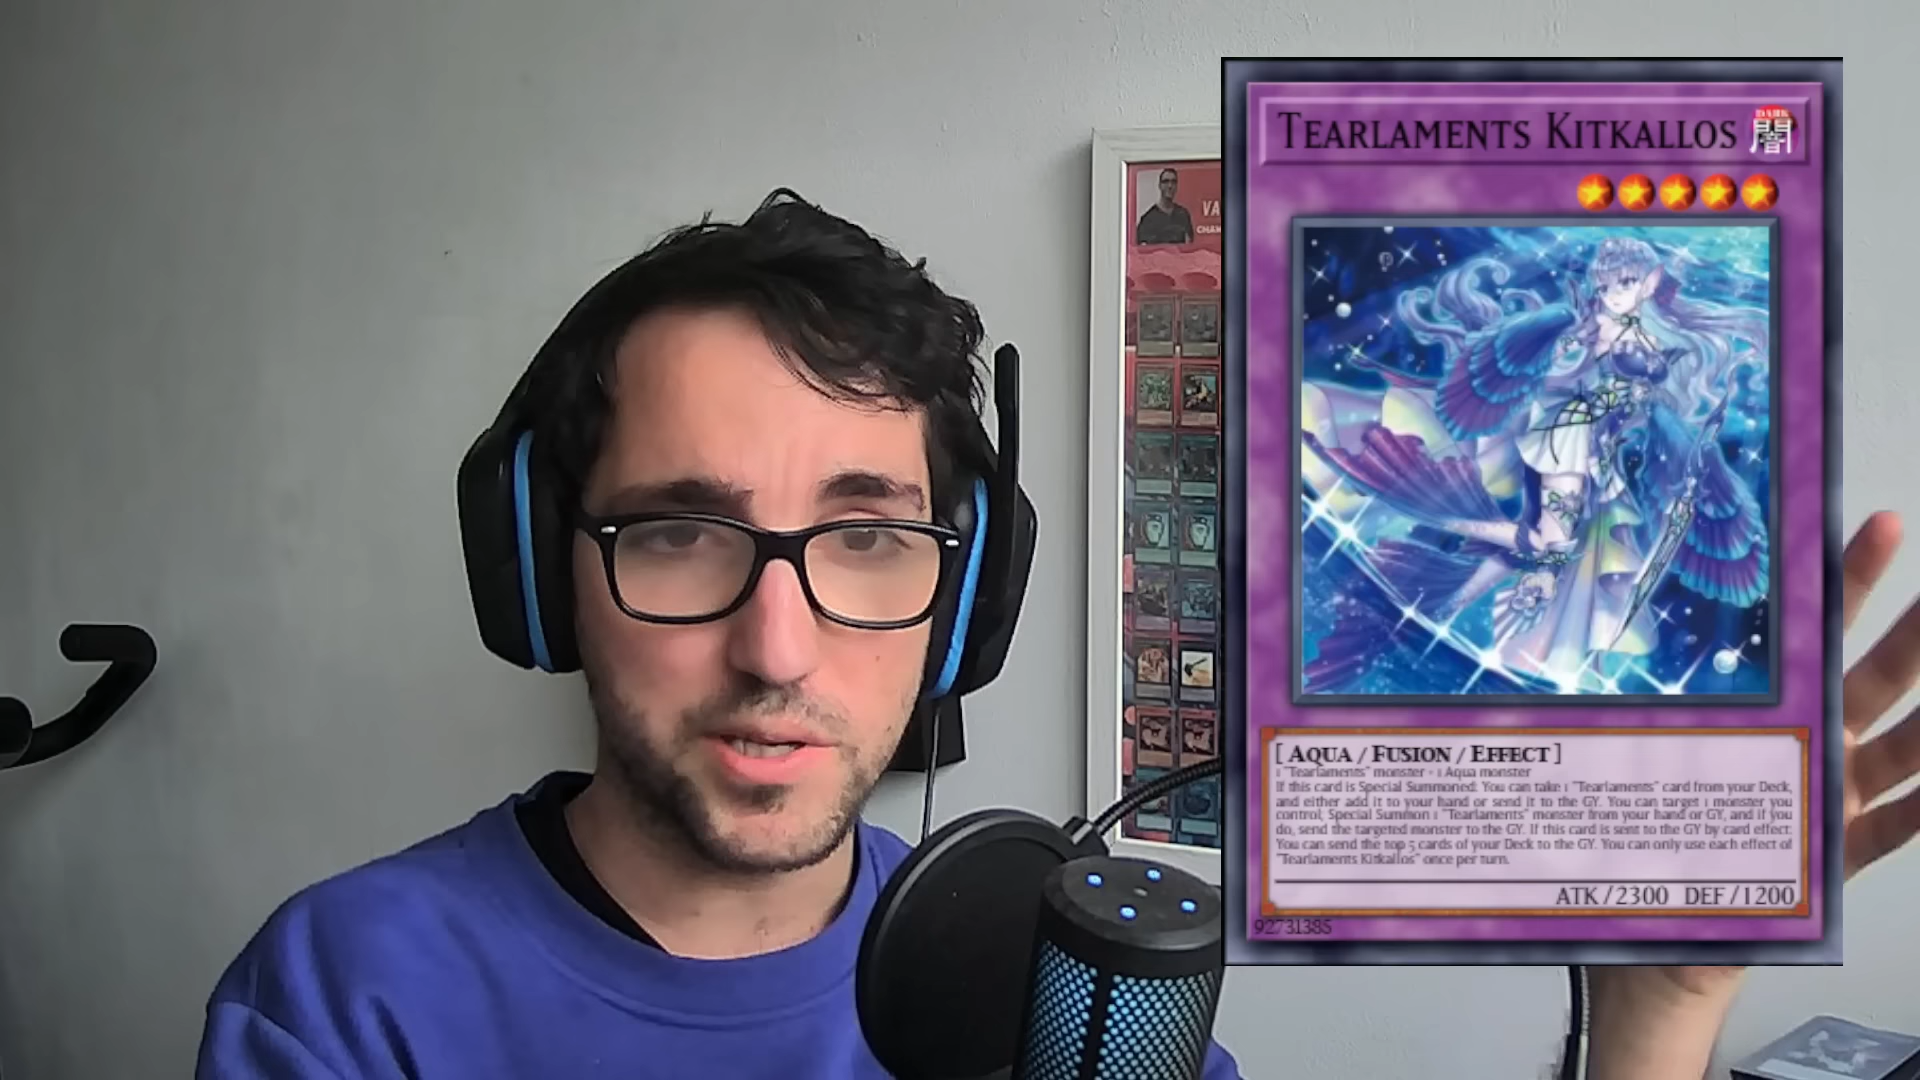 VA
TEARLAMENTS KITKALLOS
DARK
闇
[ AQUA / FUSION / EFFECT ]
1 "Tearlaments" monster + 1 Aqua monster
If this card is Special Summoned: You can take 1 "Tearlaments" card from your Deck,
and either add it to your hand or send it to the GY. You can target 1 monster you
control; Special Summon 1 "Tearlaments" monster from your hand or GY, and if you
do, send the targeted monster to the GY. If this card is sent to the GY by card effect:
You can send the top 5 cards of your Deck to the GY. You can only use each effect of
"Tearlaments Kitkallos" once per turn.
ATK / 2300 DEF / 1200
92731385